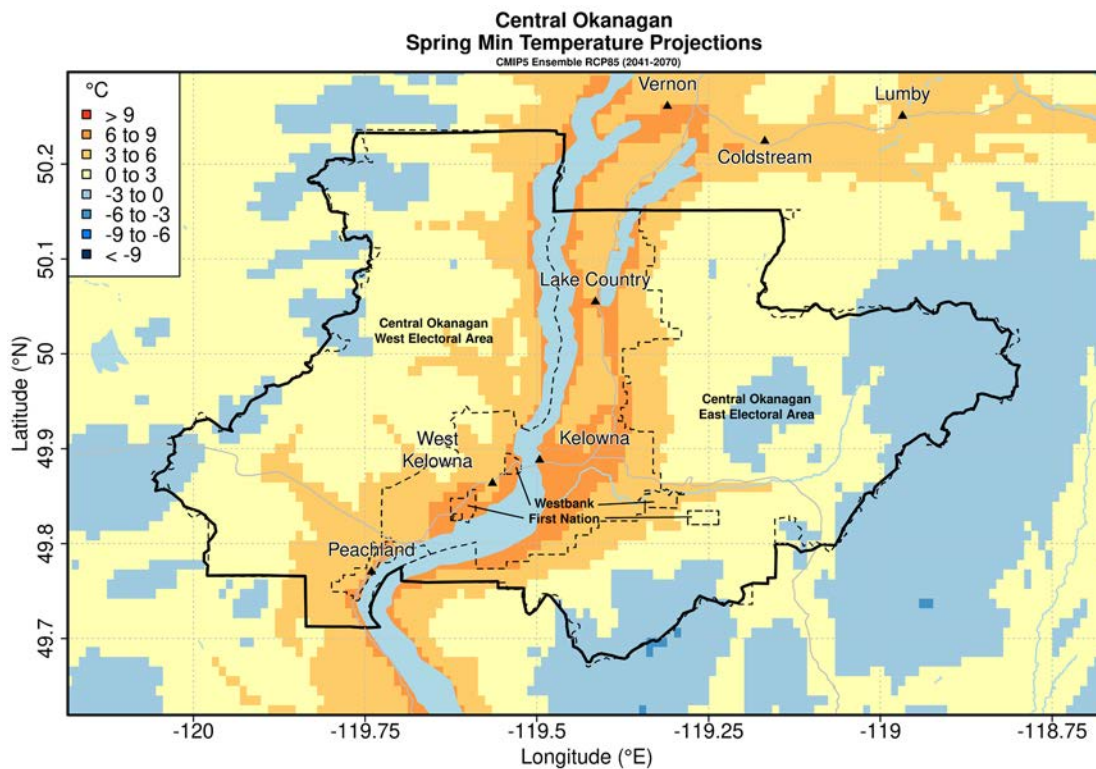 Central Okanagan
Spring Min Temperature Projections
CMIP5 Ensemble RCP85 (2041-2070)
°C
> 9
6 to 9
3 to 6
0 to 3
-3 to 0
-6 to -3
-9 to -6
< -9
Vernon
Lumby
Coldstream
Lake Country
Central Okanagan
West Electoral Area
Central Okanagan
East Electoral Area
West
Kelowna
Kelowna
Westbank
First Nation
Peachland
50.2
50.1
50
49.9
49.8
49.7
Latitude (°N)
-120
-119.75
-119.5
-119.25
-119
-118.75
Longitude (°E)